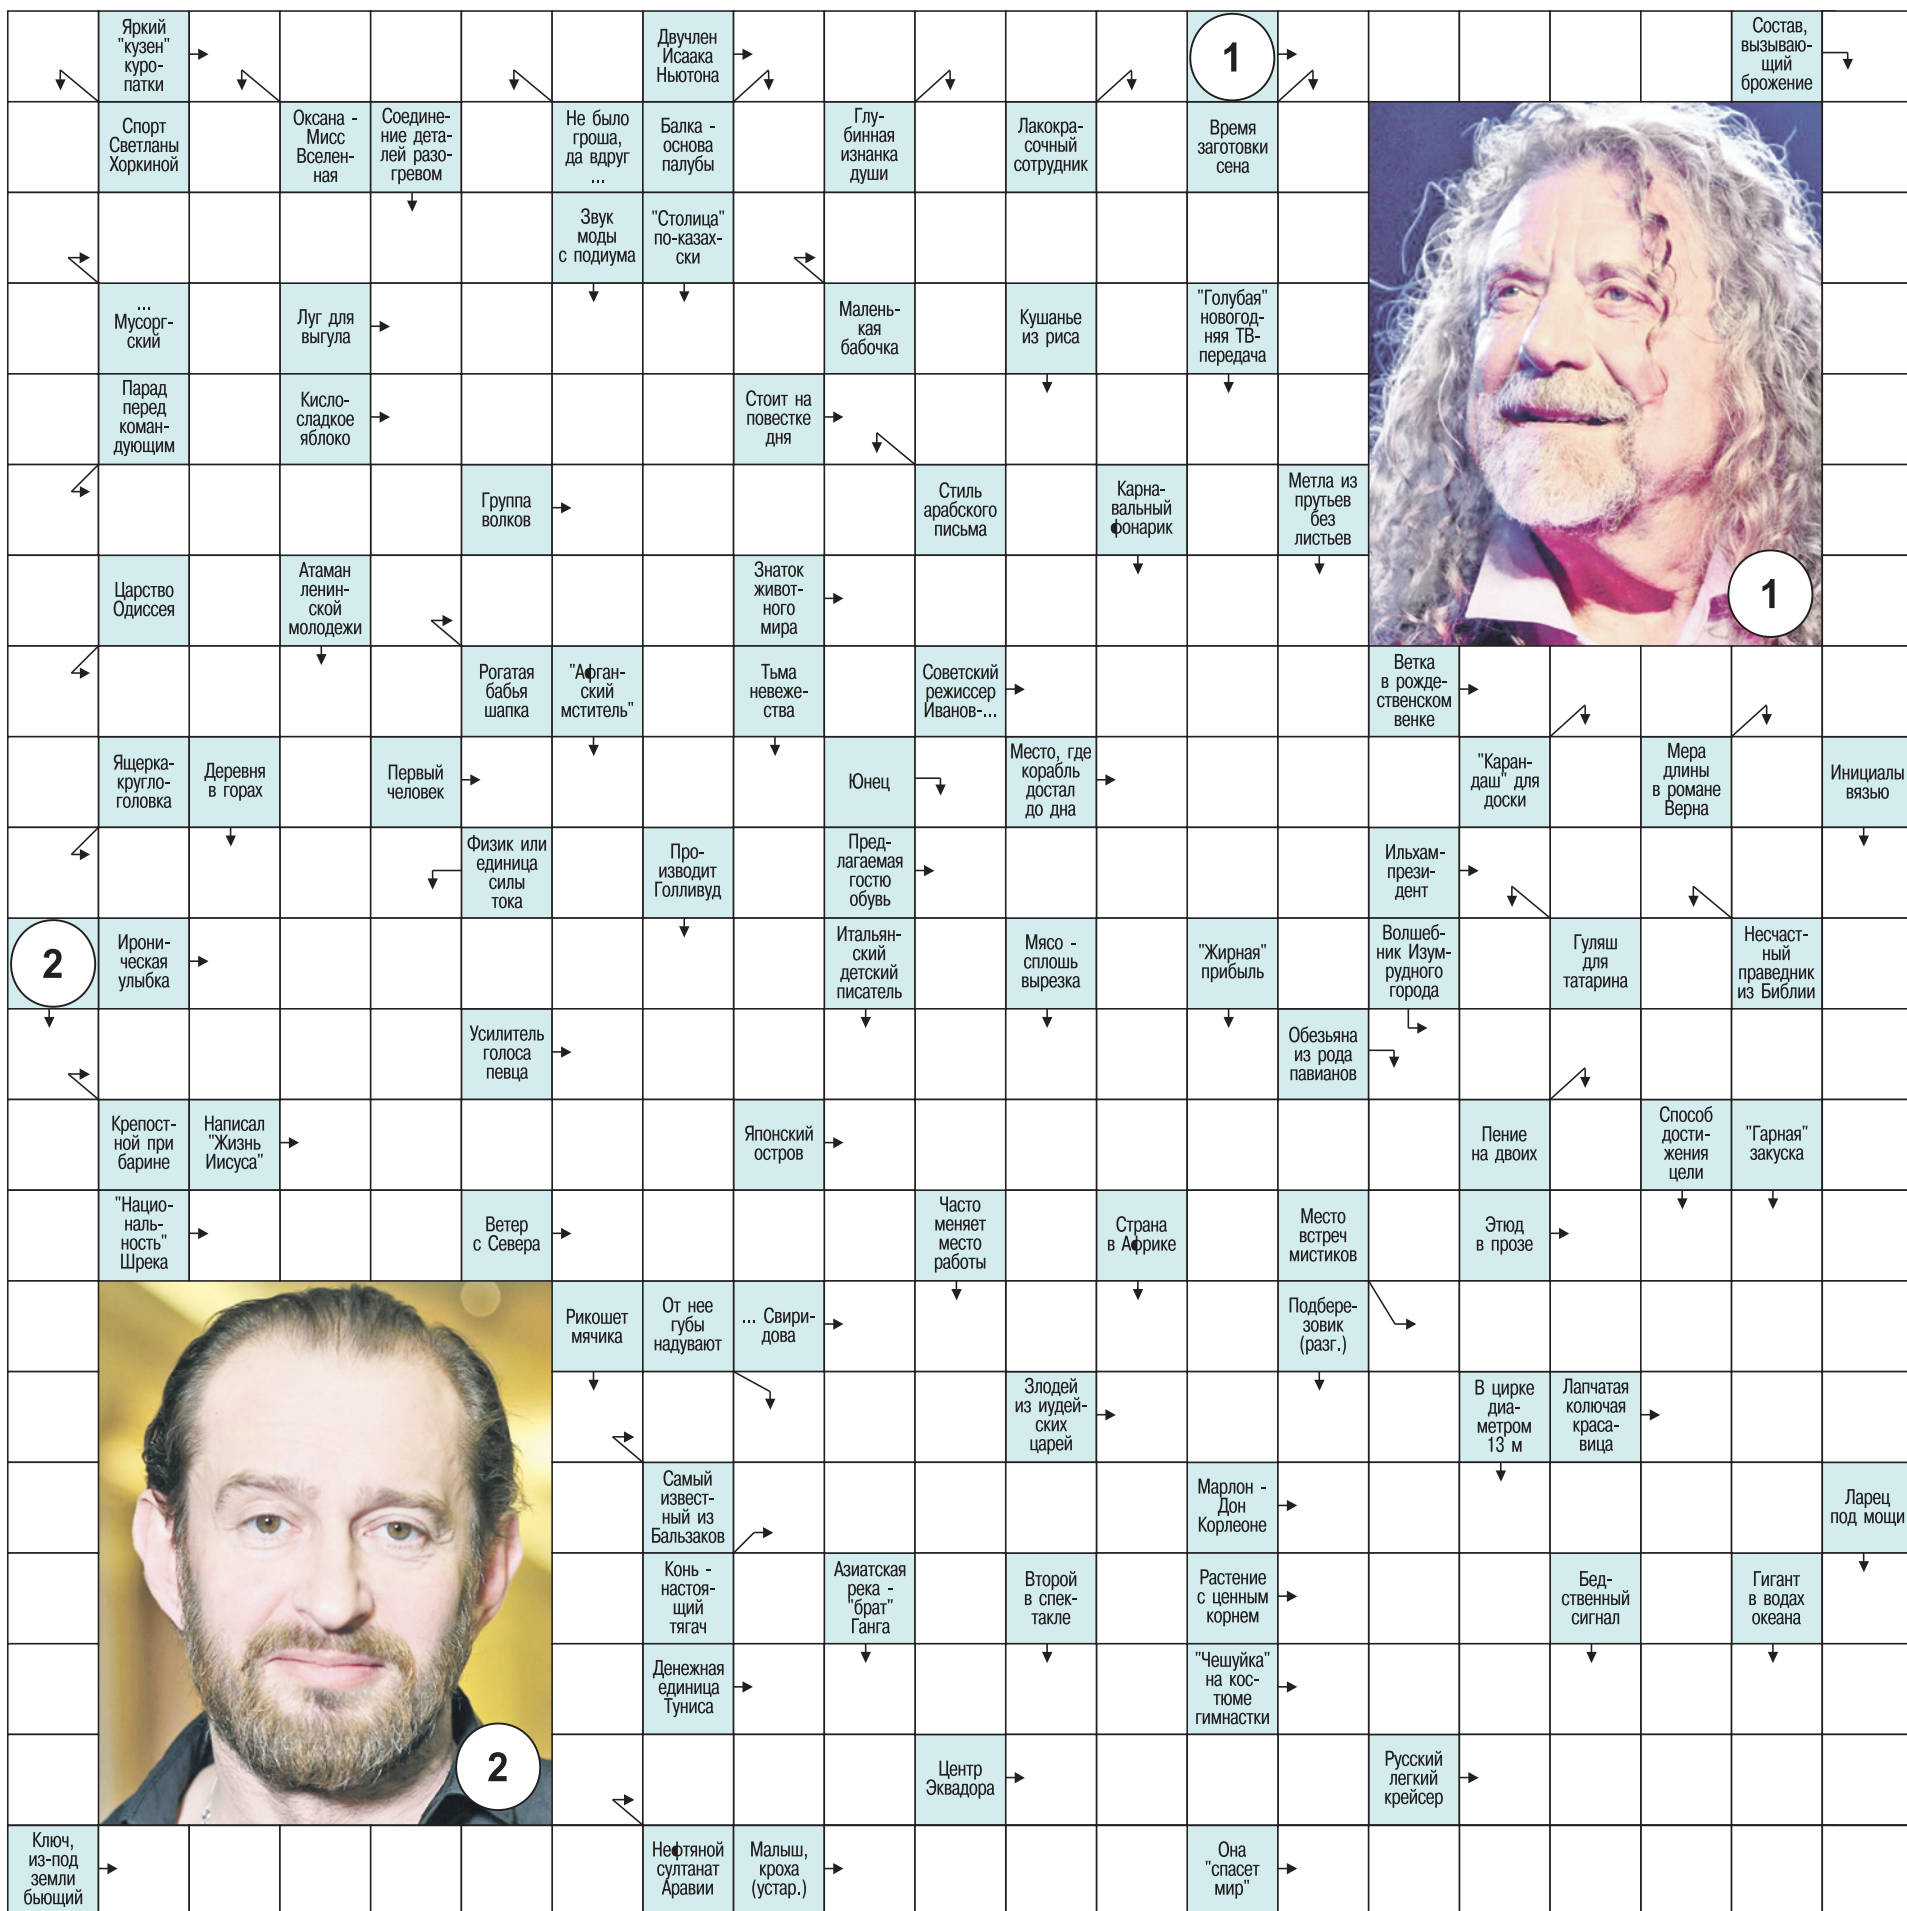 Яркий
"кузен"
куро-
патки
Двучлен
Исаака
Ньютона
1
Состав,
вызываю-
щий
брожение
Спорт
Светланы
Хоркиной
Оксана -
Мисс
Вселен-
ная
Соедине-
ние дета-
лей разо-
гревом
Не было
гроша,
да вдруг
...
Балка -
основа
палубы
Глу-
бинная
изнанка
души
Лакокра-
сочный
сотрудник
Время
заготовки
сена
Звук
моды
с подиума
"Столица"
по-казах-
ски
...
Мусорг-
ский
Луг для
выгула
Малень-
кая
бабочка
Кушанье
из риса
"Голубая"
новогод-
няя ТВ-
передача
Парад
перед
коман-
дующим
Кисло-
сладкое
яблоко
Стоит на
повестке
дня
Группа
волков
Стиль
арабского
письма
Карна-
вальный
фонарик
Метла из
прутьев
без
листьев
1
Царство
Одиссея
Атаман
ленин-
ской
молодежи
Знаток
живот-
ного
мира
Рогатая
бабья
шапка
"Афган-
ский
мститель"
Тьма
невеже-
ства
Советский
режиссер
Иванов-...
Ветка
в рожде-
ственском
венке
Ящерка-
кругло-
головка
Деревня
в горах
Первый
человек
Юнец
Место, где
корабль
достал
до дна
"Каран-
даш" для
доски
Мера
длины
в романе
Верна
Инициалы
вязью
Физик или
единица
силы
тока
Про-
изводит
Голливуд
Пред-
лагаемая
гостю
обувь
Ильхам-
прези-
дент
2
Ирони-
ческая
улыбка
Итальян-
ский
детский
писатель
Мясо -
сплошь
вырезка
"Жирная"
прибыль
Волшеб-
ник Изум-
рудного
города
Гуляш
для
татарина
Несчаст-
ный
праведник
из Библии
Усилитель
голоса
певца
Обезьяна
из рода
павианов
Крепост-
ной при
барине
Написал
"Жизнь
Иисуса"
Японский
остров
Пение
на двоих
Способ
дости-
жения
цели
"Гарная"
закуска
"Нацио-
наль-
ность"
Шрека
Ветер
с Севера
Часто
меняет
место
работы
Страна
в Африке
Место
встреч
мистиков
Этюд
в прозе
Рикошет
мячика
От нее
губы
надувают
... Свири-
дова
Подбере-
зовик
(разг.)
Злодей
из иудей-
ских
царей
В цирке
диа-
метром
13 м
Лапчатая
колючая
краса-
вица
Самый
извест-
ный из
Бальзаков
Марлон -
Дон
Корлеоне
Ларец
под мощи
Конь -
настоя-
щий
тягач
Азиатская
река -
"брат"
Ганга
Второй
в спек-
такле
Растение
с ценным
корнем
Бед-
ственный
сигнал
Гигант
в водах
океана
Денежная
единица
Туниса
"Чешуйка"
на кос-
тюме
гимнастки
2
Центр
Эквадора
Русский
легкий
крейсер
Ключ,
из-под
земли
бьющий
Нефтяной
султанат
Аравии
Малыш,
кроха
(устар.)
Она
"спасет
мир"